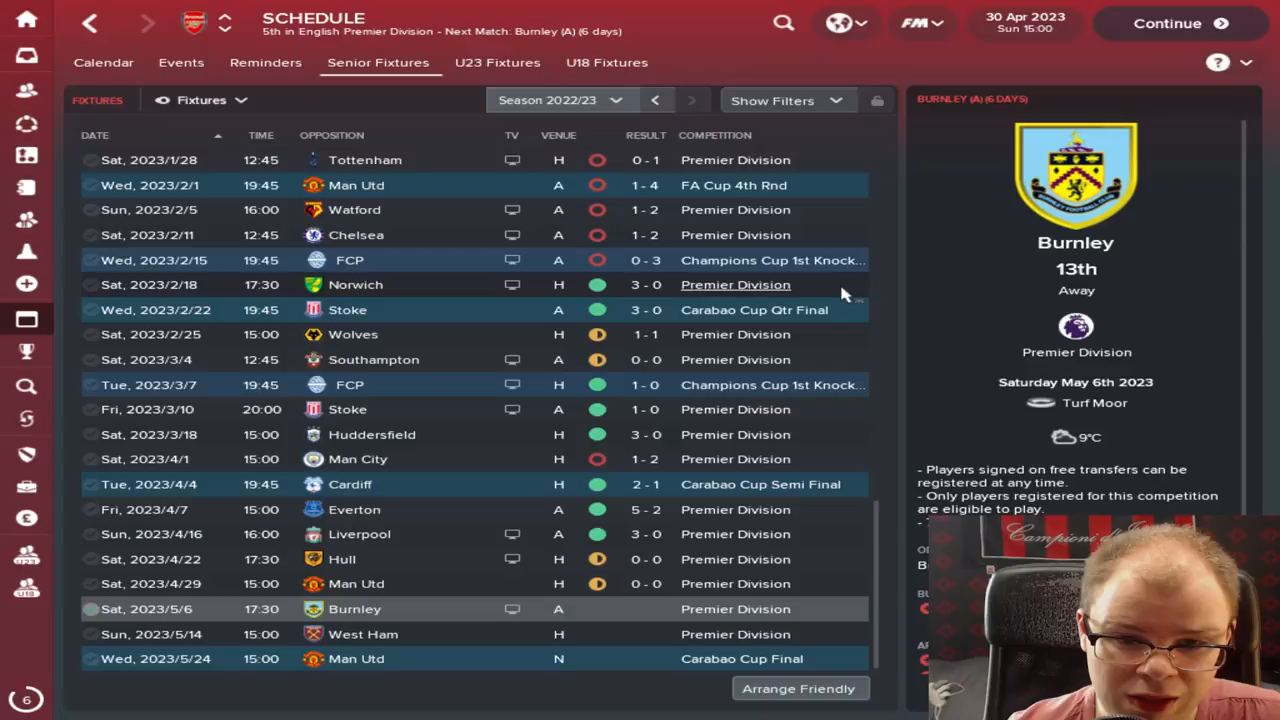 SCHEDULE
5th in English Premier Division - Next Match: Burnley (A) (6 days)
FM
30 Apr 2023
Sun 15:00
Continue
Calendar Events Reminders Senior Fixtures U23 Fixtures U18 Fixtures
?
FIXTURES Fixtures Season 2022/23 Show Filters
DATE TIME OPPOSITION TV VENUE RESULT COMPETITION
Sat, 2023/1/28 12:45 Tottenham H 0 - 1 Premier Division
Wed, 2023/2/1 19:45 Man Utd A 1 - 4 FA Cup 4th Rnd
Sun, 2023/2/5 16:00 Watford A 1 - 2 Premier Division
Sat, 2023/2/11 12:45 Chelsea A 1 - 2 Premier Division
Wed, 2023/2/15 19:45 FCP A 0 - 3 Champions Cup 1st Knock...
Sat, 2023/2/18 17:30 Norwich H 3 - 0 Premier Division
Wed, 2023/2/22 19:45 Stoke A 3 - 0 Carabao Cup Qtr Final
Sat, 2023/2/25 15:00 Wolves H 1 - 1 Premier Division
Sat, 2023/3/4 12:45 Southampton A 0 - 0 Premier Division
Tue, 2023/3/7 19:45 FCP H 1 - 0 Champions Cup 1st Knock...
Fri, 2023/3/10 20:00 Stoke A 1 - 0 Premier Division
Sat, 2023/3/18 15:00 Huddersfield H 3 - 0 Premier Division
Sat, 2023/4/1 15:00 Man City H 1 - 2 Premier Division
Tue, 2023/4/4 19:45 Cardiff H 2 - 1 Carabao Cup Semi Final
Fri, 2023/4/7 15:00 Everton A 5 - 2 Premier Division
Sun, 2023/4/16 16:00 Liverpool A 3 - 0 Premier Division
Sat, 2023/4/22 17:30 Hull H 0 - 0 Premier Division
Sat, 2023/4/29 15:00 Man Utd H 0 - 0 Premier Division
Sat, 2023/5/6 17:30 Burnley A Premier Division
Sun, 2023/5/14 15:00 West Ham H Premier Division
Wed, 2023/5/24 15:00 Man Utd N Carabao Cup Final
Arrange Friendly
BURNLEY (A) (6 DAYS)
Burnley
13th
Away
Premier Division
Saturday May 6th 2023
Turf Moor
9°C
- Players signed on free transfers can be
registered at any time.
- Only players registered for this competition
are eligible to play.
U23
U18
6